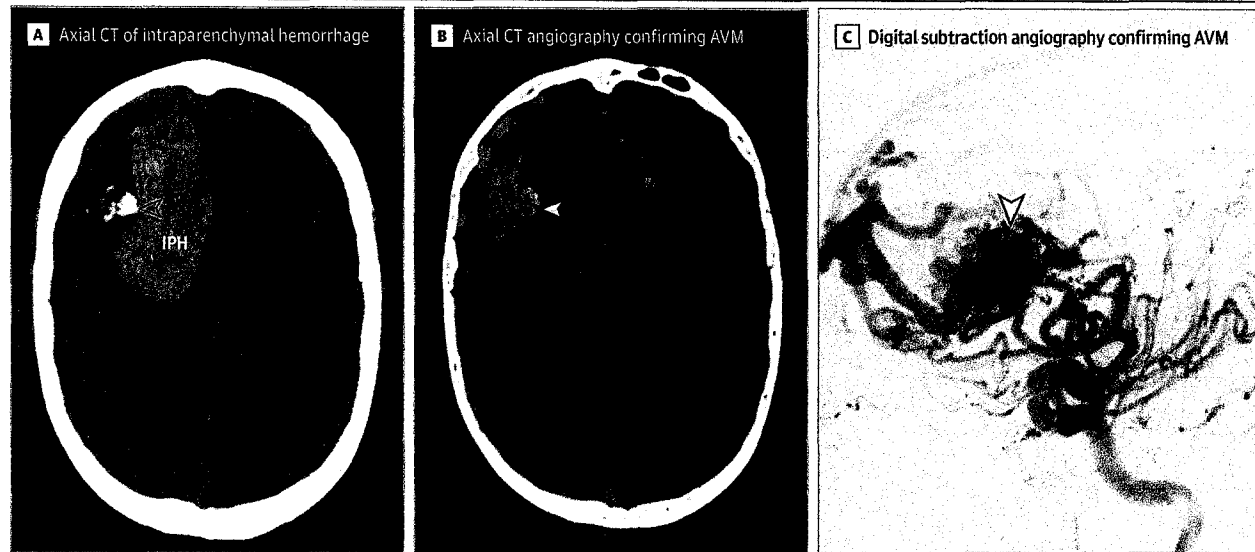 A Axial CT of intraparenchymal hemorrhage
IPH
B Axial CT angiography confirming AVM
C Digital subtraction angiography confirming AVM